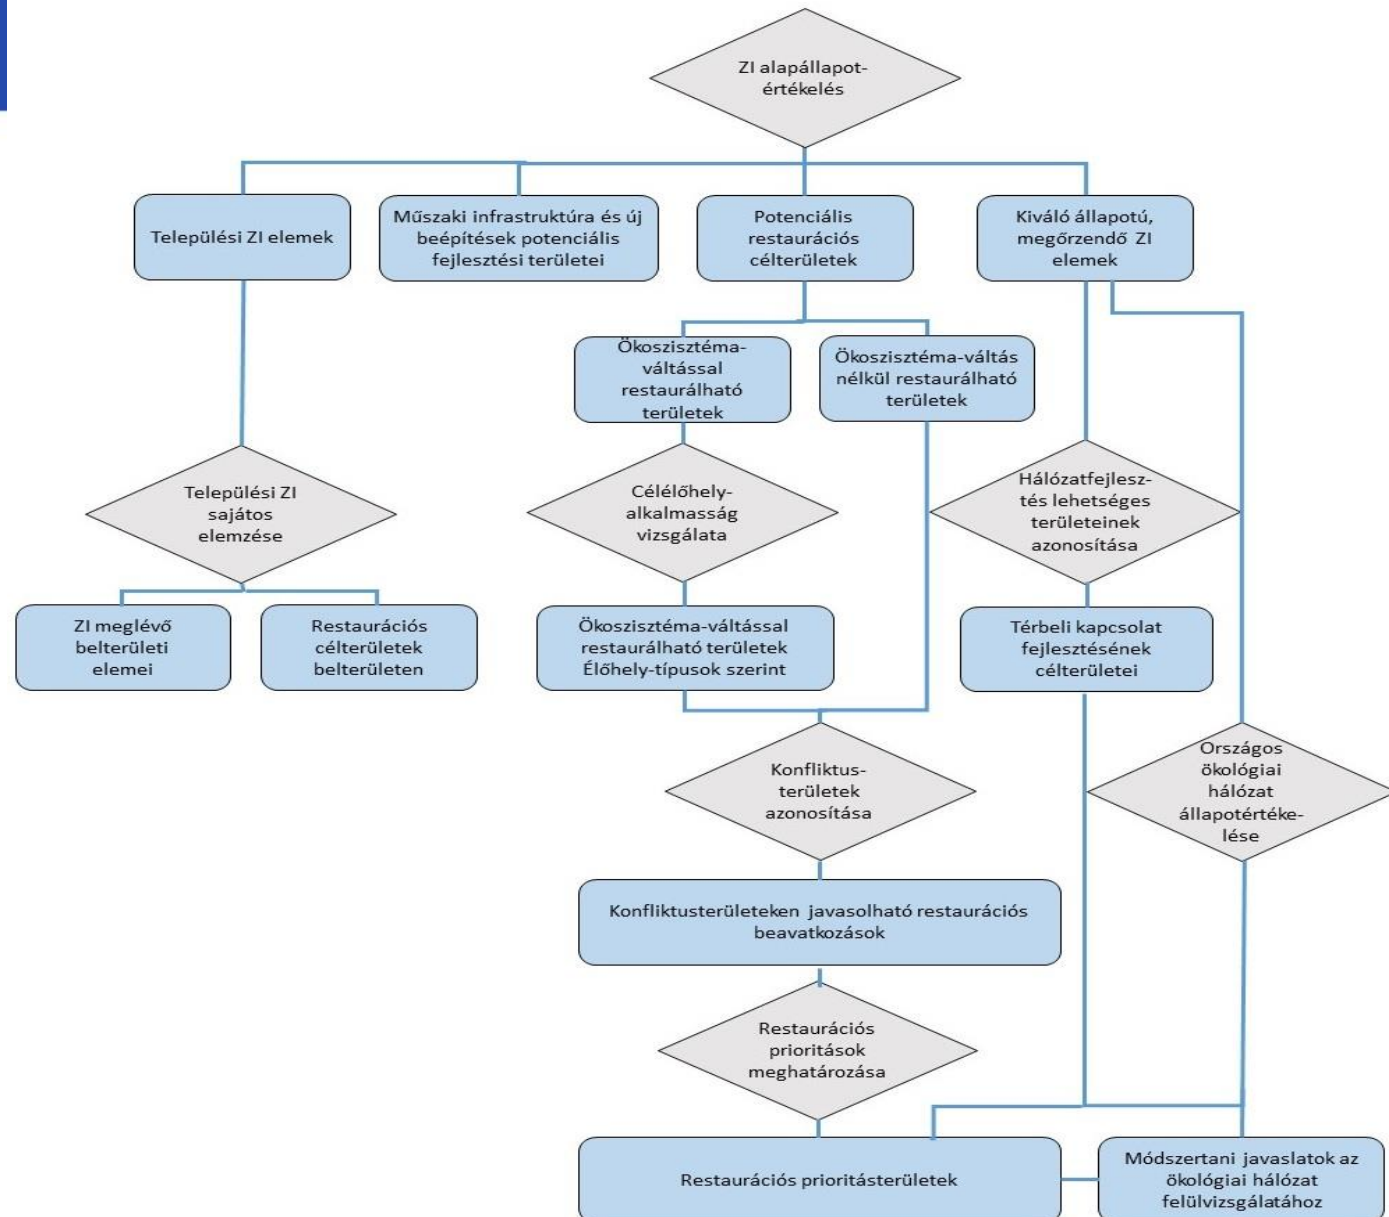 ZI alapállapot-
értékelés
Települési ZI elemek
Műszaki infrastruktúra és új
beépítések potenciális
fejlesztési területei
Potenciális
restaurációs
célterületek
Kiváló állapotú,
megőrzendő ZI
elemek
Ökoszisztéma-
váltással
restaurálható
területek
Ökoszisztéma-váltás
nélkül restaurálható
területek
Települési ZI
sajátos
elemzése
Célélőhely-
alkalmasság
vizsgálata
Hálózatfejlesz-
tés lehetséges
területeinek
azonosítása
ZI meglévő
belterületi
elemei
Restaurációs
célterületek
belterületen
Ökoszisztéma-váltással
restaurálható területek
Élőhely-típusok szerint
Térbeli kapcsolat
fejlesztésének
célterületei
Konfliktus-
területek
azonosítása
Országos
ökológiai
hálózat
állapotértéke-
lése
Konfliktusterületeken javasolható restaurációs
beavatkozások
Restaurációs
prioritások
meghatározása
Restaurációs prioritásterületek
Módszertani javaslatok az
ökológiai hálózat
felülvizsgálatához